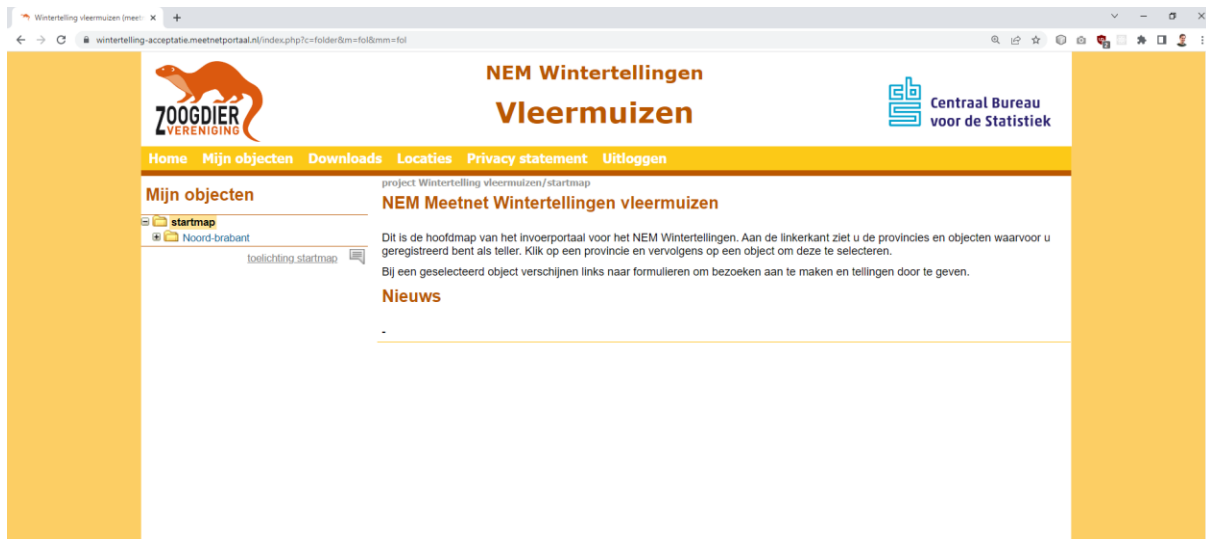 Wintertelling vleermuizen (meet
wintertelling-acceptatie.meetnetportaal.nl/index.php?c=folder&m=fol&mm=fol
ZOOGDIER
VERENIGING
NEM Wintertellingen
Vleermuizen
Centraal Bureau
voor de Statistiek
Home Mijn objecten Downloads Locaties Privacy statement Uitloggen
Mijn objecten
startmap
Noord-brabant
toelichting startmap
project Wintertelling vleermuizen/startmap
NEM Meetnet Wintertellingen vleermuizen
Dit is de hoofdmap van het invoerportaal voor het NEM Wintertellingen. Aan de linkerkant ziet u de provincies en objecten waarvoor u
geregistreerd bent als teller. Klik op een provincie en vervolgens op een object om deze te selecteren.
Bij een geselecteerd object verschijnen links naar formulieren om bezoeken aan te maken en tellingen door te geven.
Nieuws
-